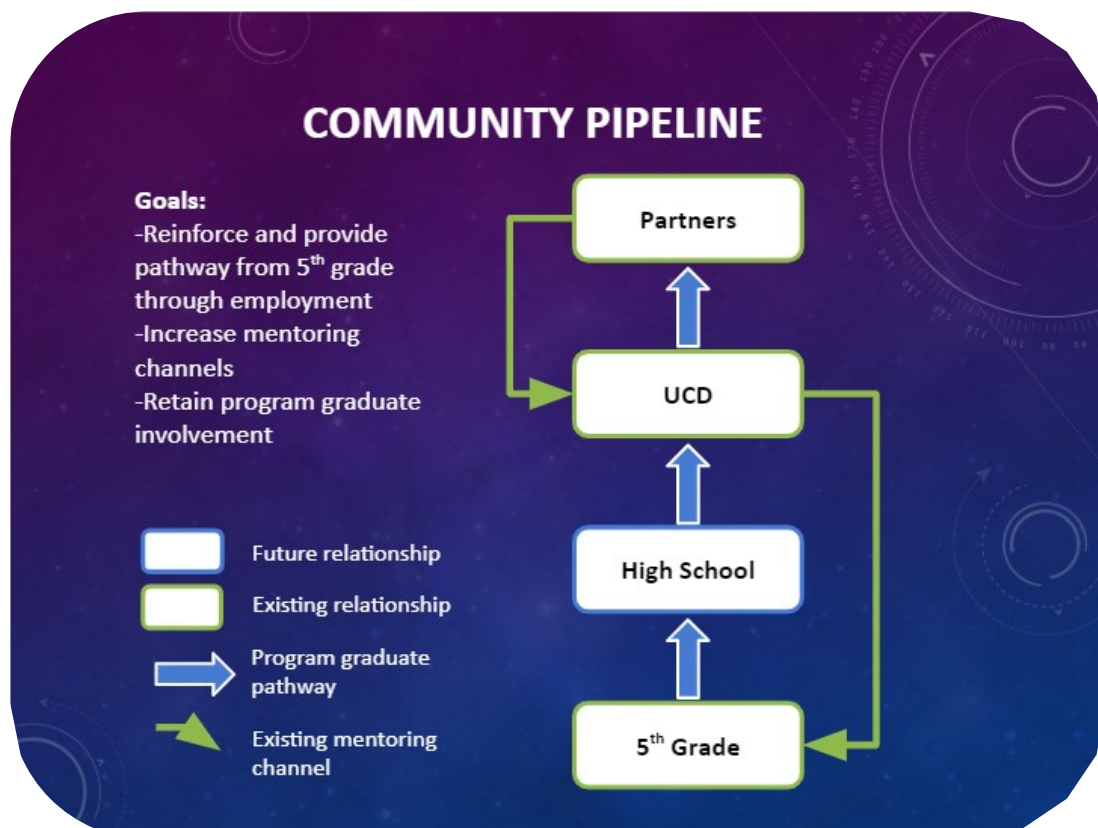 COMMUNITY PIPELINE
Goals:
-Reinforce and provide
pathway from 5th grade
through employment
-Increase mentoring
channels
-Retain program graduate
involvement
Future relationship
Existing relationship
Program graduate
pathway
Existing mentoring
channel
Partners
UCD
High School
5th Grade